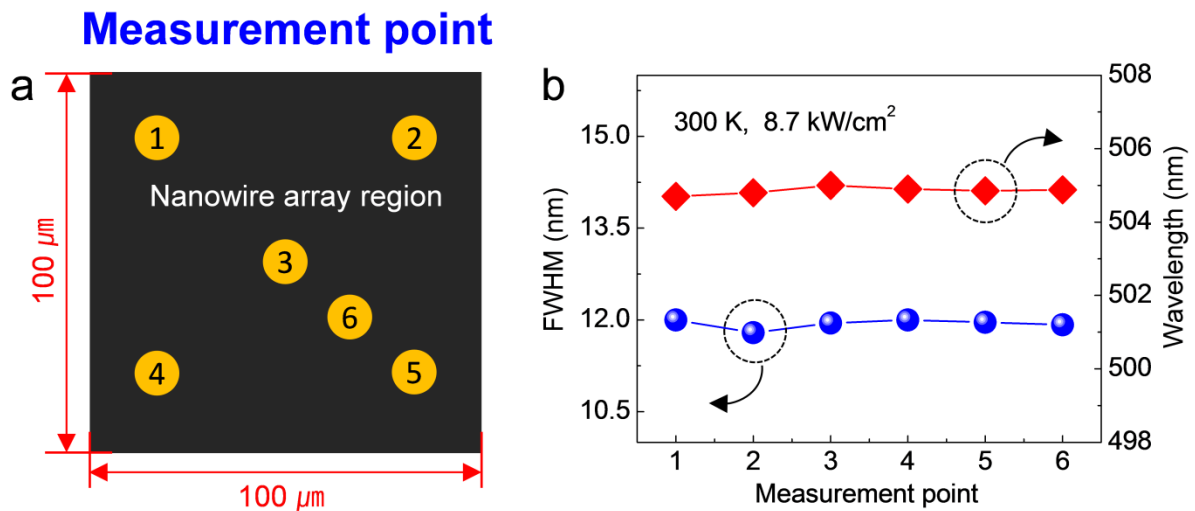 Measurement point
a
1
2
Nanowire array region
3
6
4
5
100 ㎛
100 ㎛
b
300 K, 8.7 kW/cm²
FWHM (nm)
15.0
13.5
12.0
10.5
Wavelength (nm)
508
506
504
502
500
498
1 2 3 4 5 6
Measurement point